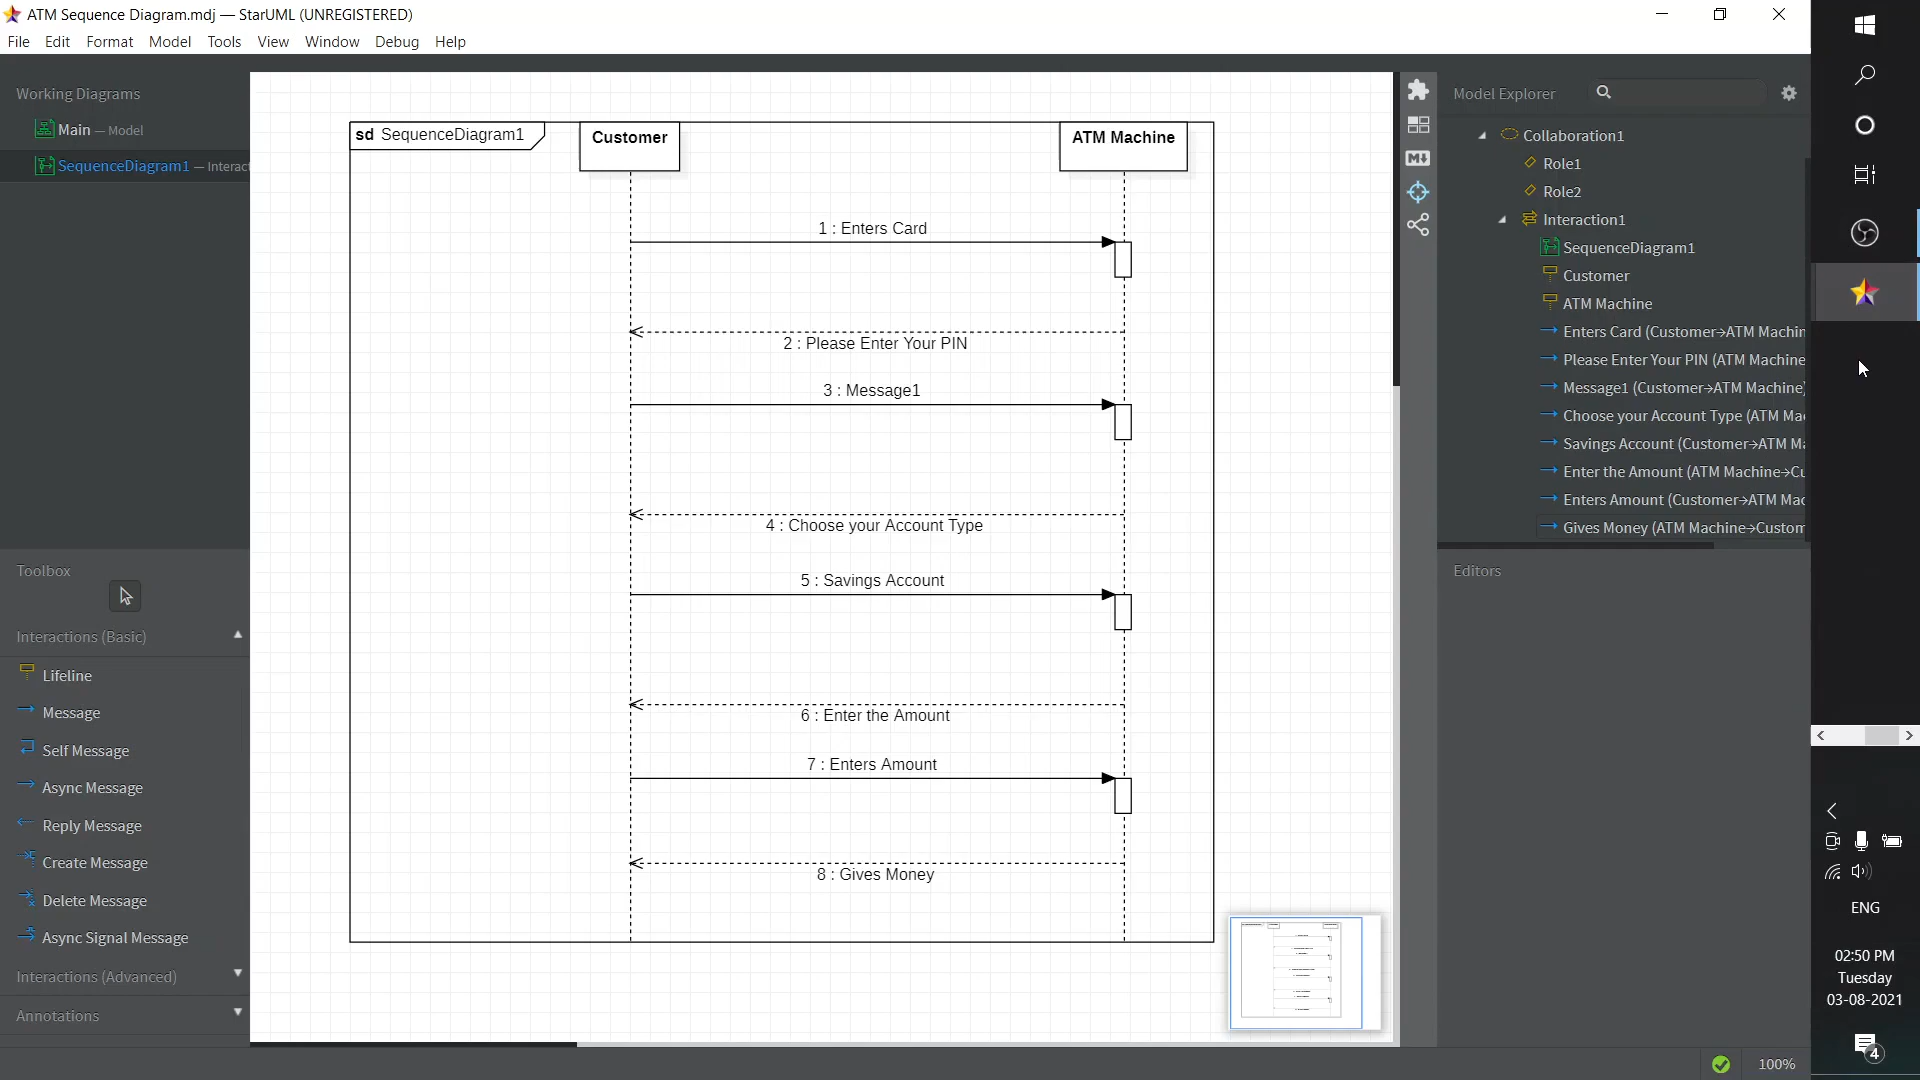 ATM Sequence Diagram.mdj — StarUML (UNREGISTERED)
File Edit Format Model Tools View Window Debug Help
Working Diagrams
Main — Model
SequenceDiagram1 — Interact
Toolbox
Interactions (Basic)
Lifeline
Message
Self Message
Async Message
Reply Message
Create Message
Delete Message
Async Signal Message
Interactions (Advanced)
Annotations
sd SequenceDiagram1
Customer
ATM Machine
1 : Enters Card
2 : Please Enter Your PIN
3 : Message1
4 : Choose your Account Type
5 : Savings Account
6 : Enter the Amount
7 : Enters Amount
8 : Gives Money
Model Explorer
Collaboration1
Role1
Role2
Interaction1
SequenceDiagram1
Customer
ATM Machine
Enters Card (Customer→ATM Machin
Please Enter Your PIN (ATM Machine
Message1 (Customer→ATM Machine)
Choose your Account Type (ATM Ma
Savings Account (Customer→ATM Ma
Enter the Amount (ATM Machine→Cu
Enters Amount (Customer→ATM Mac
Gives Money (ATM Machine→Custom
Editors
100%
ENG
02:50 PM
Tuesday
03-08-2021
4